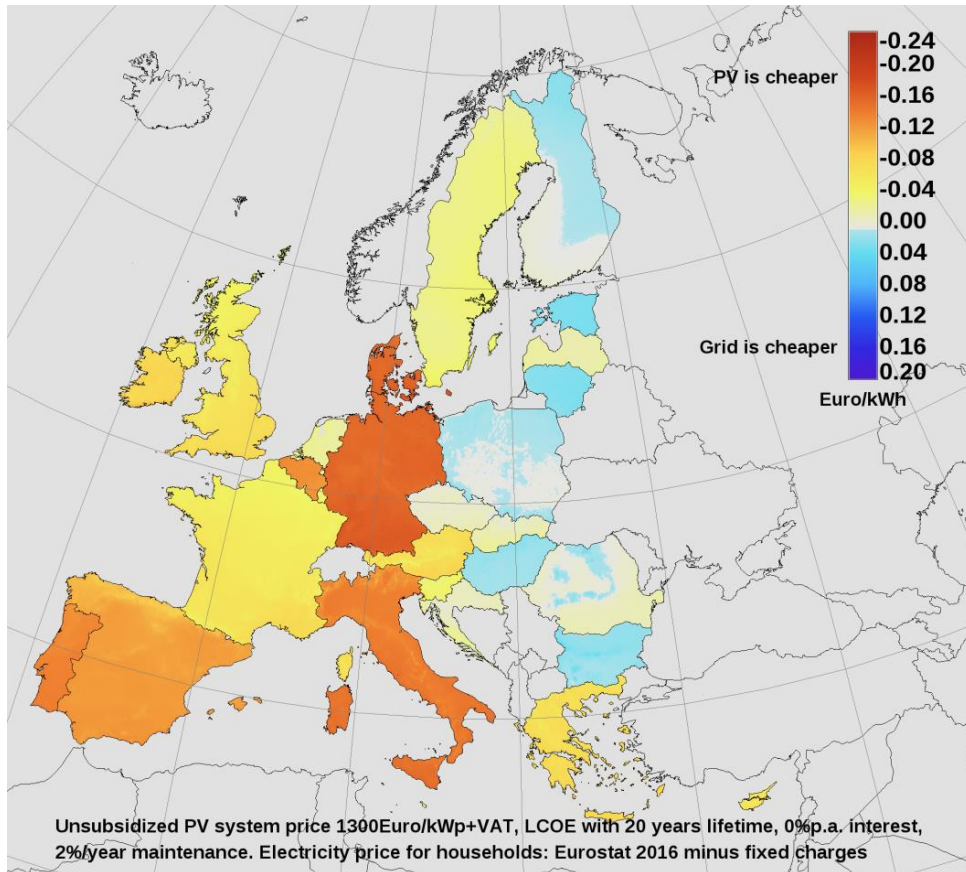 -0.24
-0.20
PV is cheaper
-0.16
-0.12
-0.08
-0.04
0.00
0.04
0.08
0.12
Grid is cheaper
0.16
0.20
Euro/kWh
Unsubsidized PV system price 1300Euro/kWp+VAT, LCOE with 20 years lifetime, 0%p.a. interest,
2%/year maintenance. Electricity price for households: Eurostat 2016 minus fixed charges